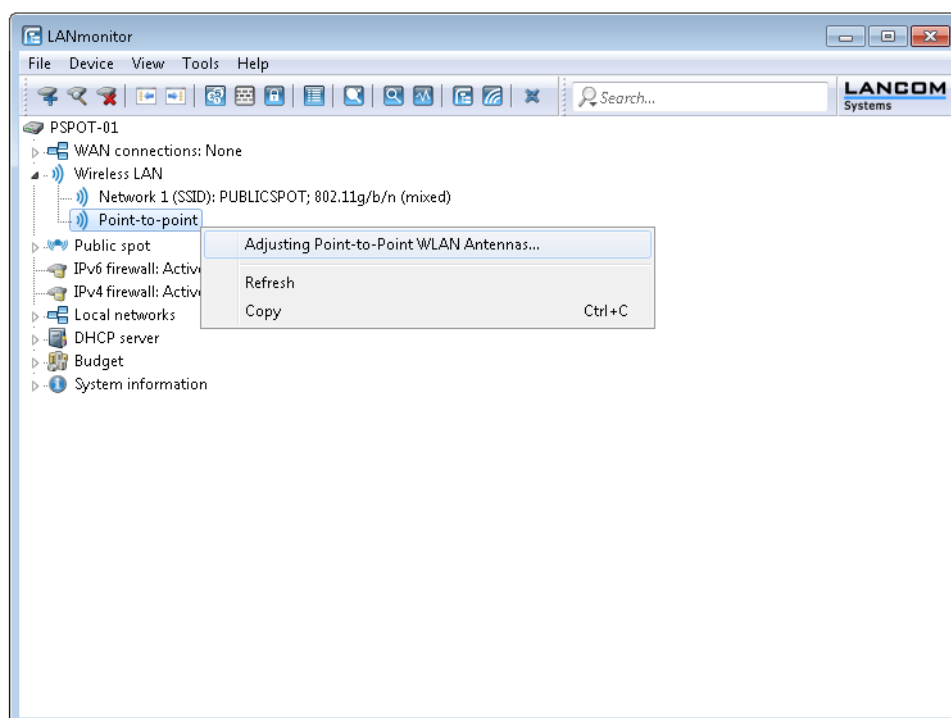 LANmonitor
File Device View Tools Help
Search...
LANCOM
Systems
PSPOT-01
WAN connections: None
Wireless LAN
Network 1 (SSID): PUBLICSPOT; 802.11g/b/n (mixed)
Point-to-point
Adjusting Point-to-Point WLAN Antennas...
Public spot
IPv6 firewall: Activ
Refresh
IPv4 firewall: Activ
Copy Ctrl+C
Local networks
DHCP server
Budget
System information